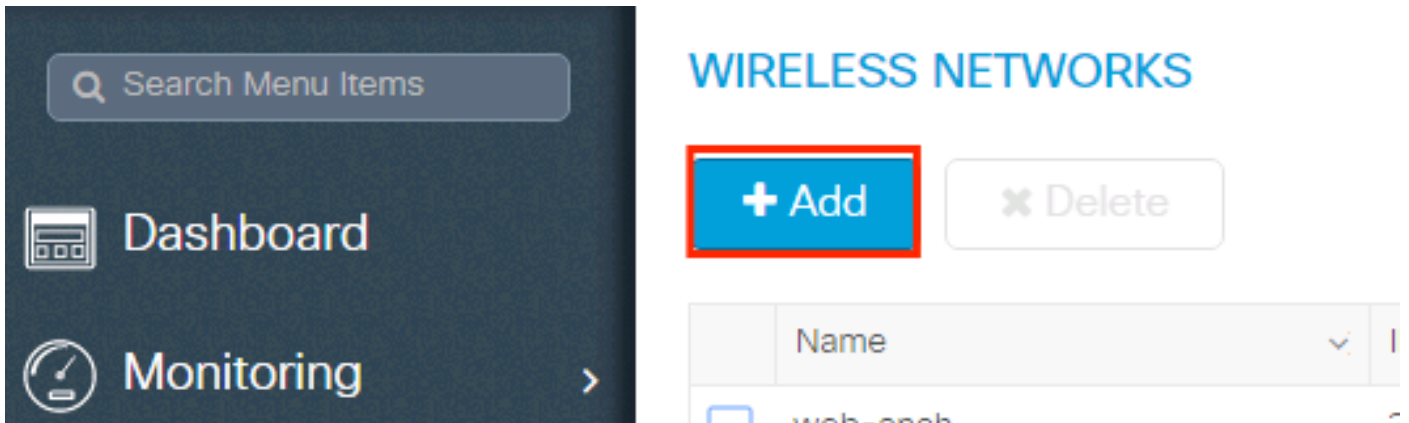 Search Menu Items
WIRELESS NETWORKS
Add
Delete
Dashboard
Name
Monitoring